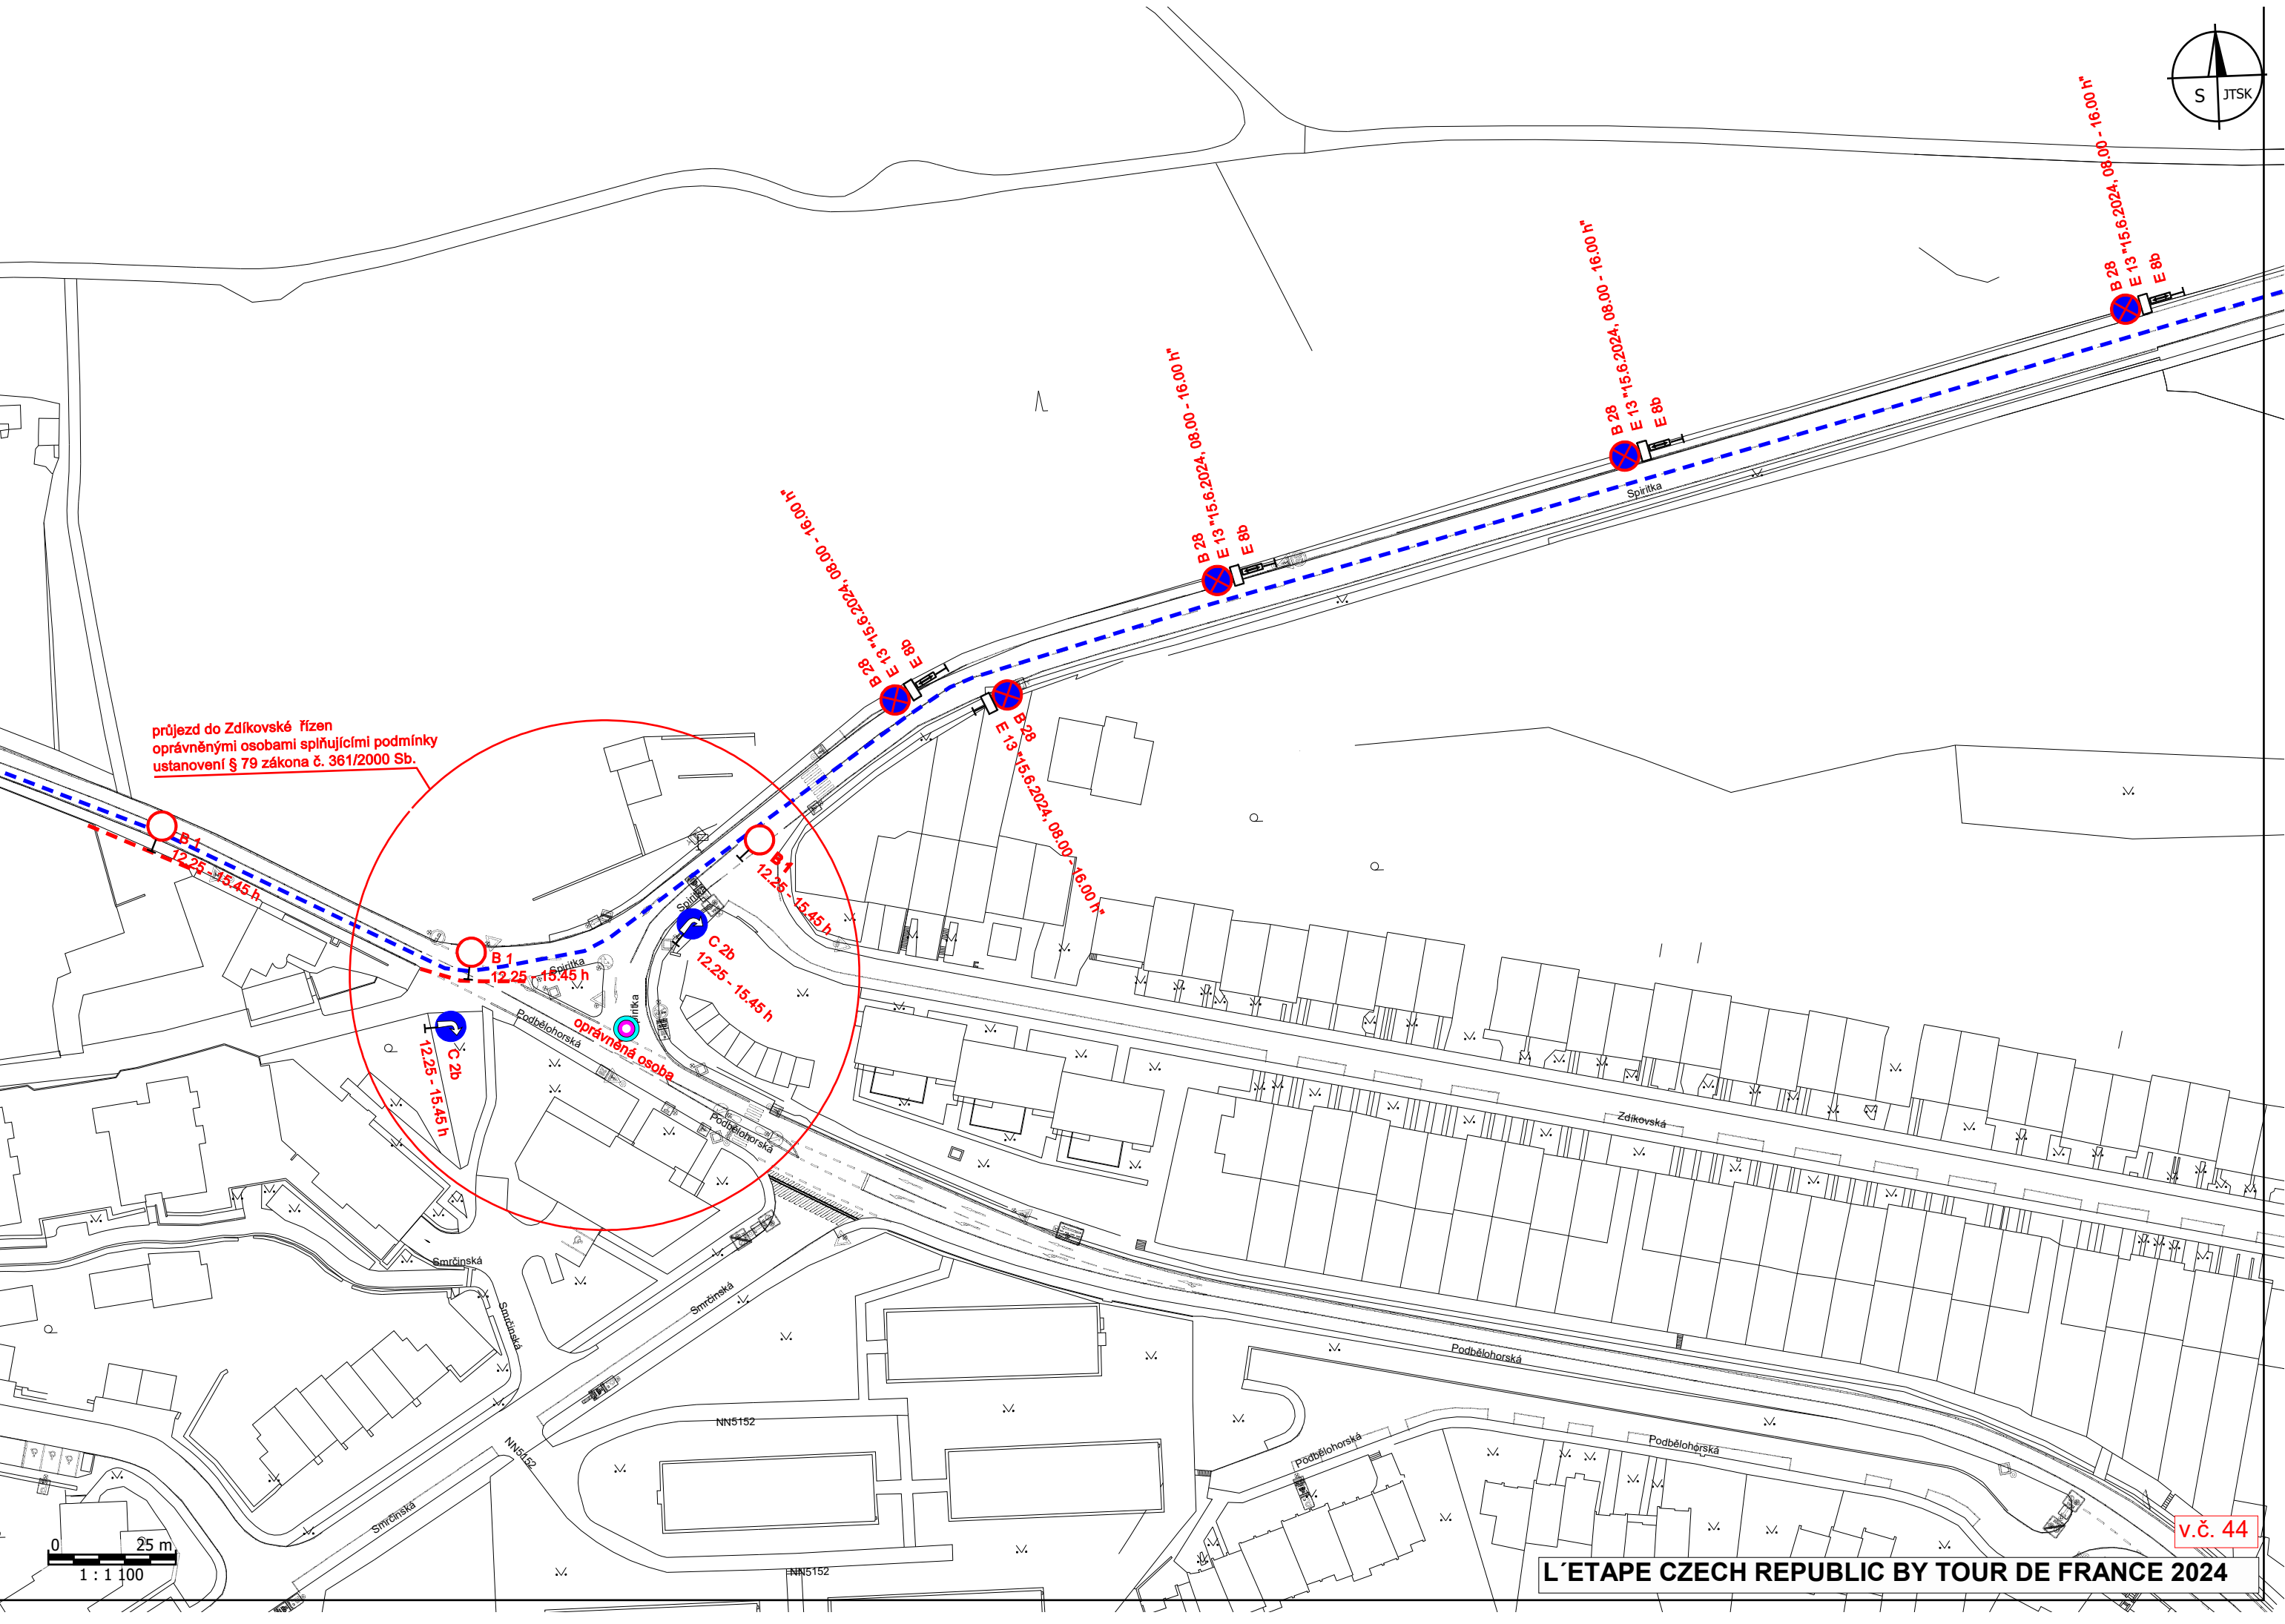 S JTSK
B 28
E 13 "15.6.2024, 08.00 - 16.00 h"
E 8b
B 28
E 13 "15.6.2024, 08.00 - 16.00 h"
E 8b
Spiritka
B 28
E 13 "15.6.2024, 08.00 - 16.00 h"
E 8b
B 28
E 13 "15.6.2024, 08.00 - 16.00 h"
E 8b
B 28
E 13 "15.6.2024, 08.00 - 16.00 h"
průjezd do Zdíkovské řízen
oprávněnými osobami splňujícími podmínky
ustanovení § 79 zákona č. 361/2000 Sb.
B 1
12.25 - 15.45 h
B 1
12.25 - 15.45 h
C 2b
12.25 - 15.45 h
B 1
12.25 - 15.45 h
Spiritka
Podbělohorská
oprávněná osoba
C 2b
12.25 - 15.45 h
Podbělohorská
Zdíkovská
Smrčinská
Smrčinská
Smrčinská
Podbělohorská
NN5152
NN5152
Podbělohorská
Podbělohorská
Smrčinská
NN5152
0 25 m
1 : 1 100
v.č. 44
L´ETAPE CZECH REPUBLIC BY TOUR DE FRANCE 2024